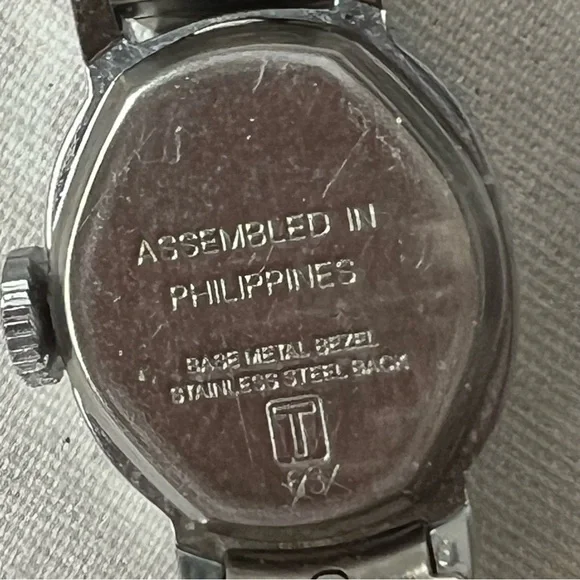 ASSEMBLED IN
PHILIPPINES
BASE METAL BEZEL
STAINLESS STEEL BACK
T